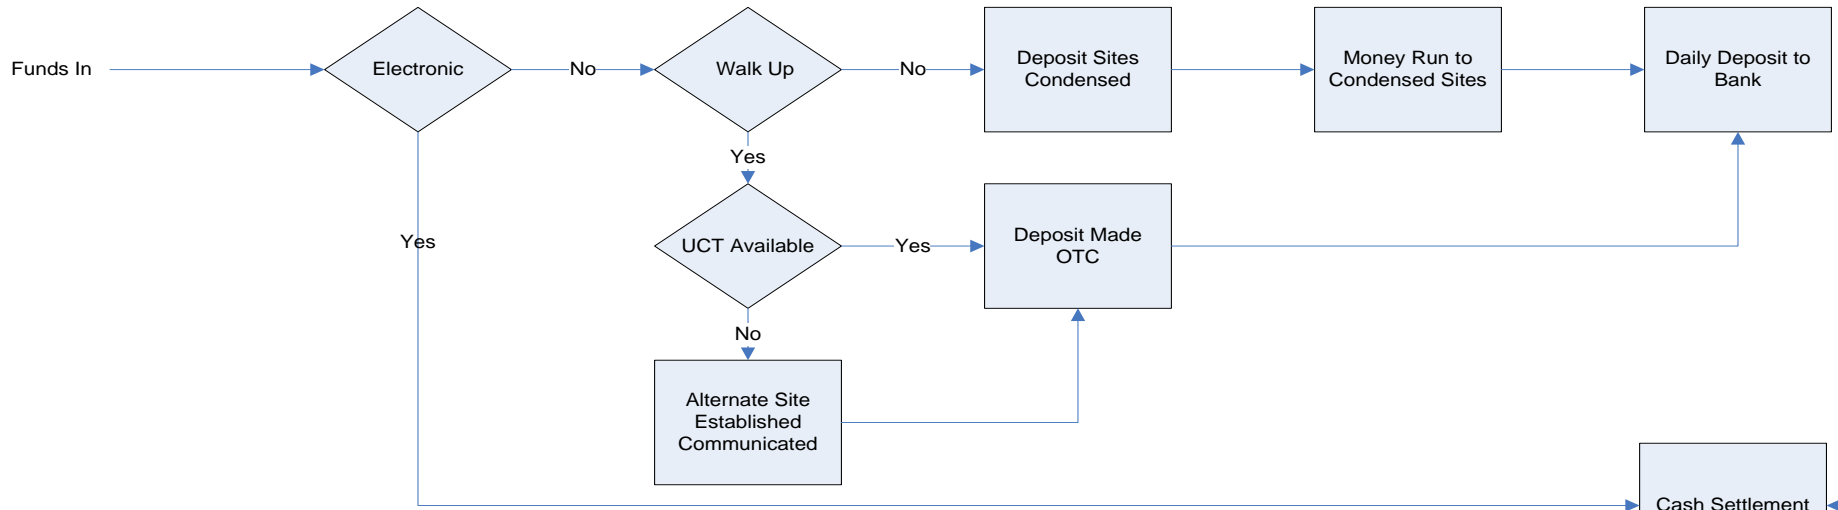 Funds In
Electronic
No
Walk Up
No
Deposit Sites
Condensed
Money Run to
Condensed Sites
Daily Deposit to
Bank
Yes
Yes
UCT Available
Yes
Deposit Made
OTC
No
Alternate Site
Established
Communicated
Cash Settlement